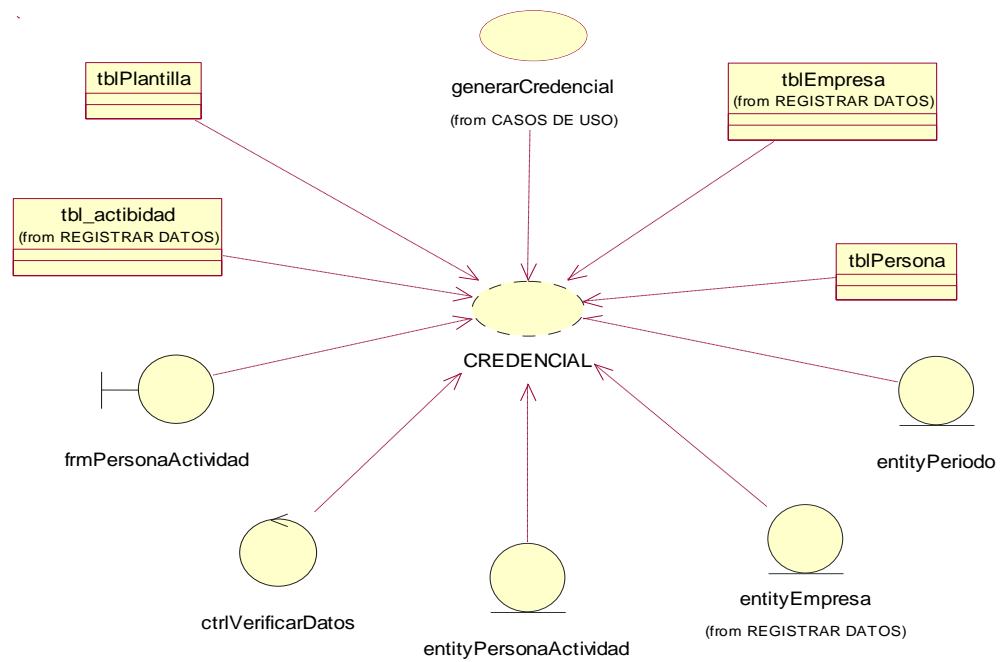 `
tblPlantilla
generarCredencial
(from CASOS DE USO)
tblEmpresa
(from REGISTRAR DATOS)
tbl_actibidad
(from REGISTRAR DATOS)
tblPersona
CREDENCIAL
frmPersonaActividad
entityPeriodo
ctrlVerificarDatos
entityPersonaActividad
entityEmpresa
(from REGISTRAR DATOS)